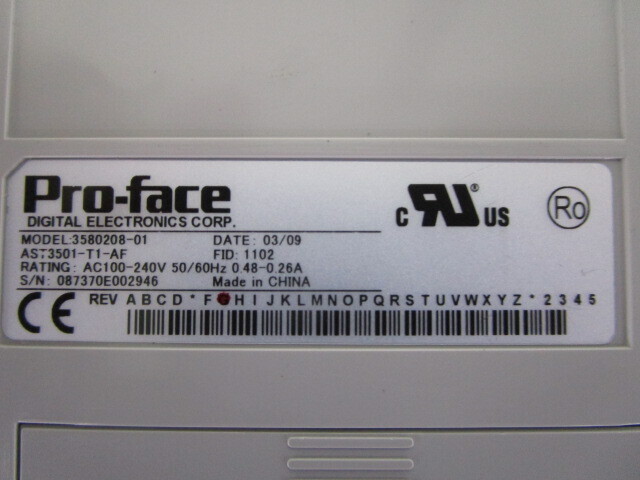 Pro-face
DIGITAL ELECTRONICS CORP.
MODEL:3580208-01 DATE: 03/09
AST3501-T1-AF FID: 1102
RATING: AC100-240V 50/60Hz 0.48-0.26A
S/N: 087370E002946 Made in CHINA
CE REV A B C D * F H I J K L M N O P Q R S T U V W X Y Z * 2 3 4 5
C RU ® US
Ro